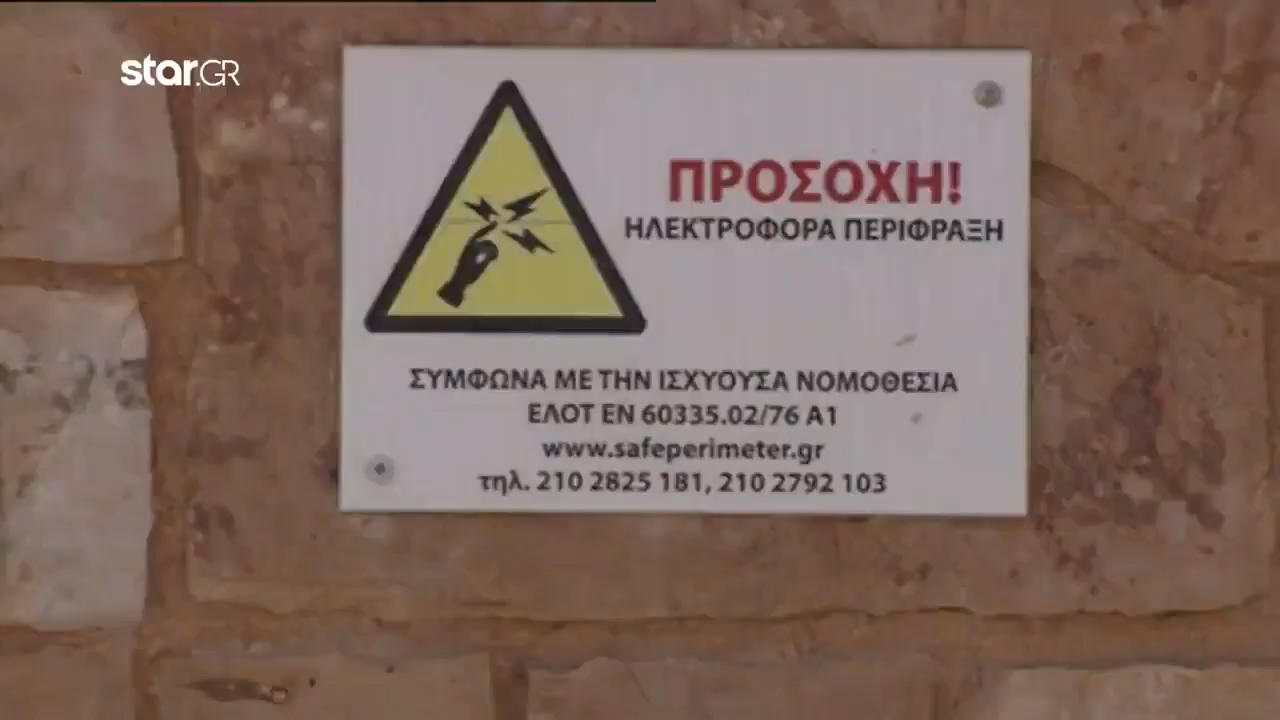 star.GR
ΠΡΟΣΟΧΗ!
ΗΛΕΚΤΡΟΦΟΡΑ ΠΕΡΙΦΡΑΞΗ
ΣΥΜΦΩΝΑ ΜΕ ΤΗΝ ΙΣΧΥΟΥΣΑ ΝΟΜΟΘΕΣΙΑ
ΕΛΟΤ ΕΝ 60335.02/76 Α1
www.safeperimeter.gr
τηλ. 210 2825 181, 210 2792 103